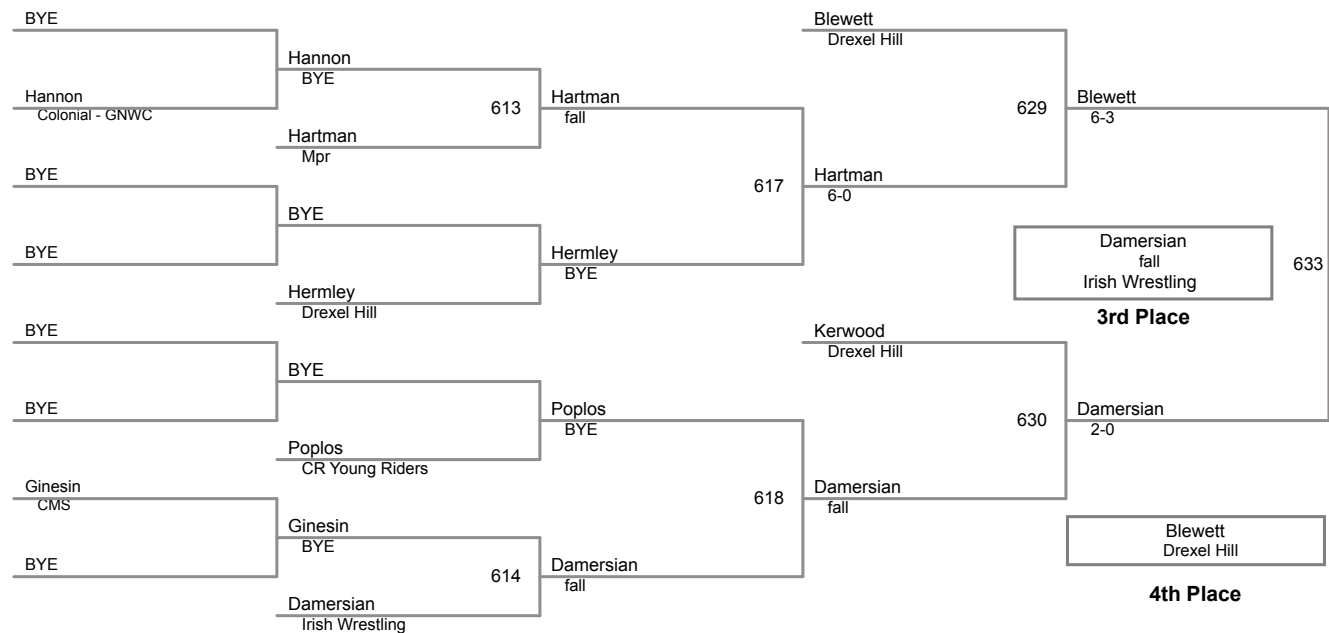 BYE
Hannon
Colonial - GNWC
BYE
BYE
BYE
BYE
Ginesin
CMS
BYE
Hannon
BYE
Hartman
Mpr
BYE
Hermley
Drexel Hill
BYE
Poplos
CR Young Riders
Ginesin
BYE
Damersian
Irish Wrestling
613
614
Hartman
fall
Hermley
BYE
Poplos
BYE
Damersian
fall
617
618
Blewett
Drexel Hill
Hartman
6-0
Kerwood
Drexel Hill
Damersian
fall
629
630
Blewett
6-3
Damersian
2-0
633
Damersian
fall
Irish Wrestling
3rd Place
Blewett
Drexel Hill
4th Place